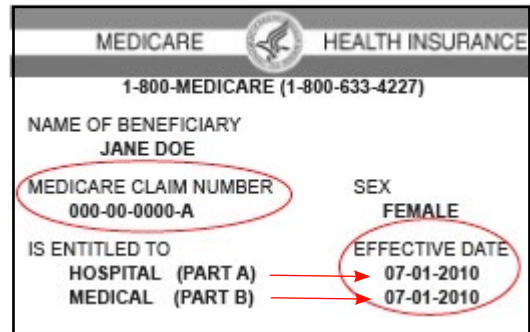 MEDICARE HEALTH INSURANCE
1-800-MEDICARE (1-800-633-4227)
NAME OF BENEFICIARY
JANE DOE
MEDICARE CLAIM NUMBER SEX
000-00-0000-A FEMALE
IS ENTITLED TO EFFECTIVE DATE
HOSPITAL (PART A) 07-01-2010
MEDICAL (PART B) 07-01-2010